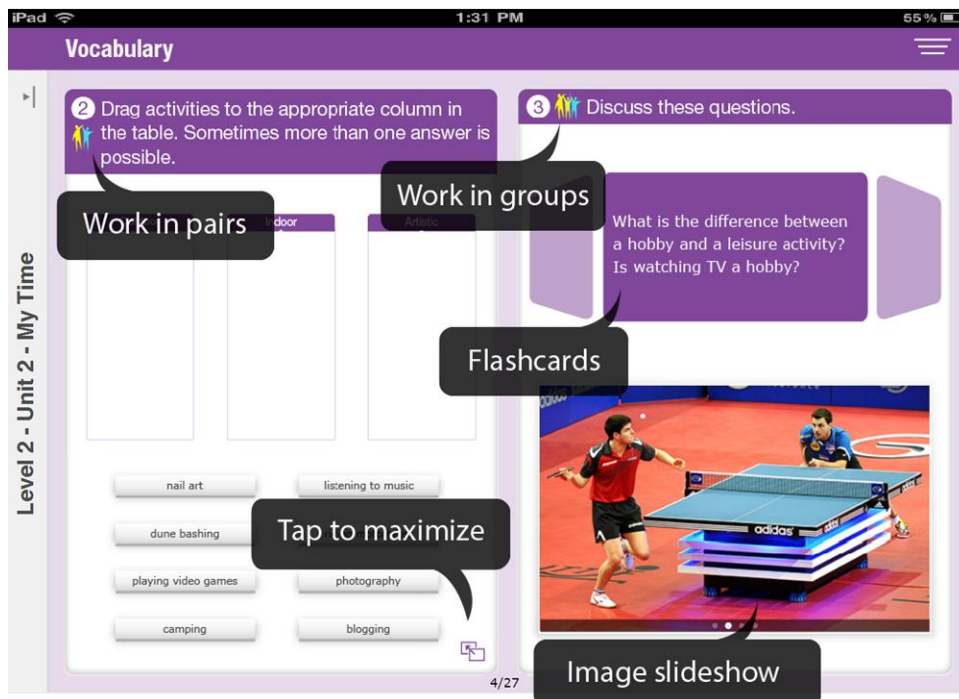 iPad
1:31 PM
55%
Vocabulary
Level 2 - Unit 2 - My Time
2 Drag activities to the appropriate column in
the table. Sometimes more than one answer is
possible.
Work in pairs
Indoor
Artistic
nail art
listening to music
dune bashing
Tap to maximize
playing video games
photography
camping
blogging
3 Discuss these questions.
Work in groups
What is the difference between
a hobby and a leisure activity?
Is watching TV a hobby?
Flashcards
adidas
adidas
Image slideshow
4/27